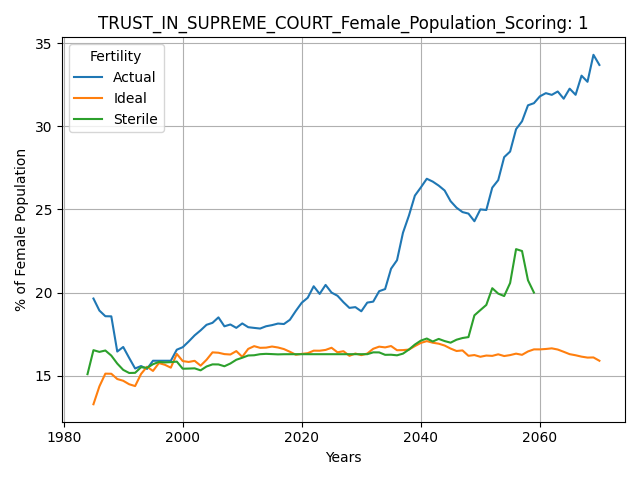 TRUST_IN_SUPREME_COURT_Female_Population_Scoring: 1
35
30
25
20
15
% of Female Population
Fertility
Actual
Ideal
Sterile
1980
2000
2020
2040
2060
Years